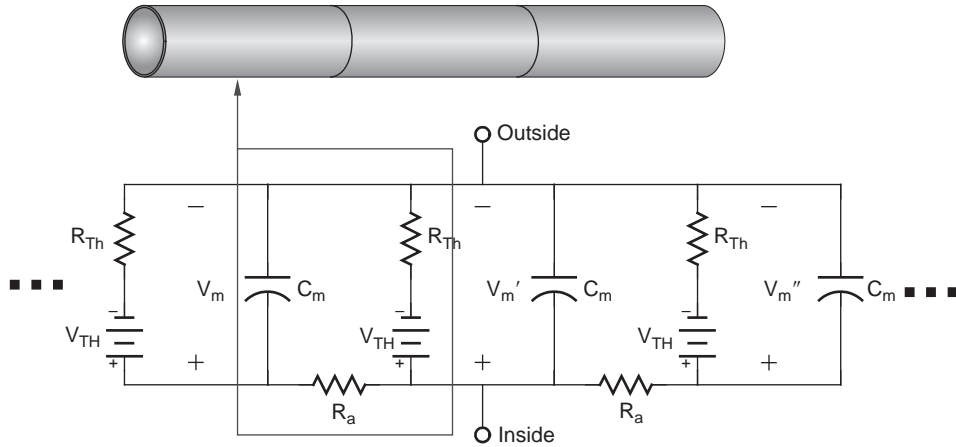 Outside
− − −
R_Th R_Th R_Th
V_m C_m V_m′ C_m V_m″ C_m
− − −
V_TH V_TH V_TH
+ + + + + +
R_a R_a
Inside